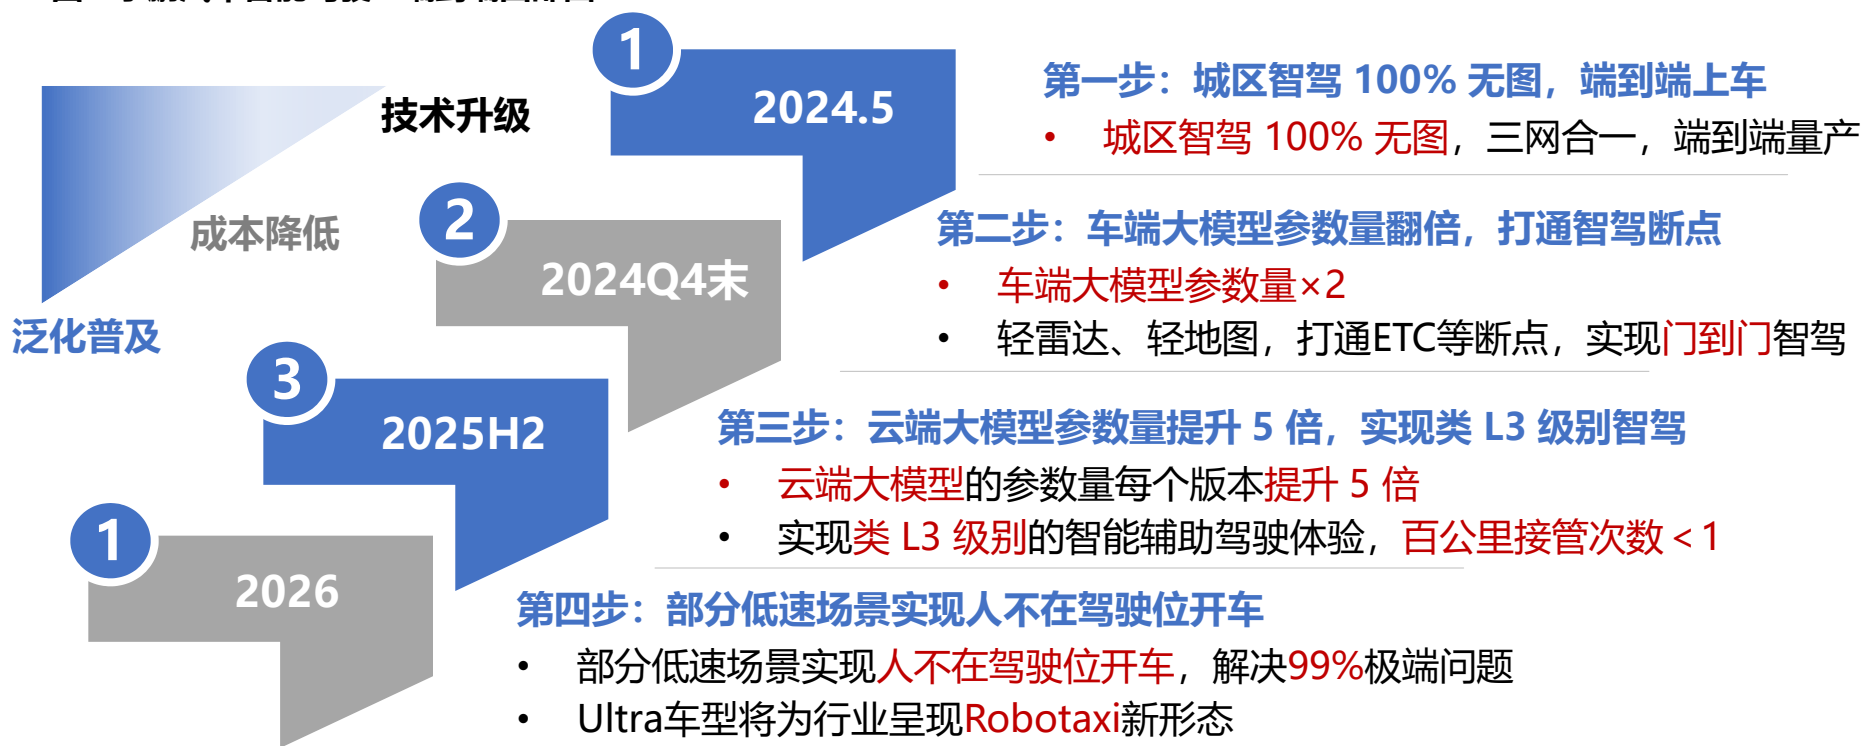 技术升级
成本降低
泛化普及
1
2024.5
第一步：城区智驾 100% 无图，端到端上车
• 城区智驾 100% 无图，三网合一，端到端量产
2
2024Q4末
第二步：车端大模型参数量翻倍，打通智驾断点
• 车端大模型参数量×2
• 轻雷达、轻地图，打通ETC等断点，实现门到门智驾
3
2025H2
第三步：云端大模型参数量提升 5 倍，实现类 L3 级别智驾
• 云端大模型的参数量每个版本提升 5 倍
• 实现类 L3 级别的智能辅助驾驶体验，百公里接管次数＜1
1
2026
第四步：部分低速场景实现人不在驾驶位开车
• 部分低速场景实现人不在驾驶位开车，解决99%极端问题
• Ultra车型将为行业呈现Robotaxi新形态